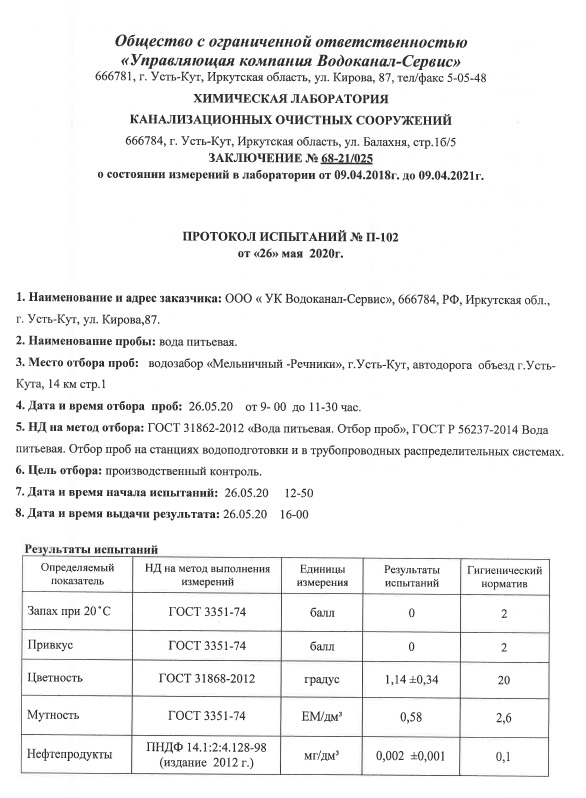 Общество с ограниченной ответственностью
«Управляющая компания Водоканал-Сервис»
666781, г. Усть-Кут, Иркутская область, ул. Кирова, 87, тел/факс 5-05-48
ХИМИЧЕСКАЯ ЛАБОРАТОРИЯ
КАНАЛИЗАЦИОННЫХ ОЧИСТНЫХ СООРУЖЕНИЙ
666784, г. Усть-Кут, Иркутская область, ул. Балахня, стр.1б/5
ЗАКЛЮЧЕНИЕ № 68-21/025
о состоянии измерений в лаборатории от 09.04.2018г. до 09.04.2021г.
ПРОТОКОЛ ИСПЫТАНИЙ № П-102
от «26» мая 2020г.
1. Наименование и адрес заказчика: ООО « УК Водоканал-Сервис», 666784, РФ, Иркутская обл.,
г. Усть-Кут, ул. Кирова,87.
2. Наименование пробы: вода питьевая.
3. Место отбора проб: водозабор «Мельничный -Речники», г.Усть-Кут, автодорога объезд г.Усть-
Кута, 14 км стр.1
4. Дата и время отбора проб: 26.05.20 от 9- 00 до 11-30 час.
5. НД на метод отбора: ГОСТ 31862-2012 «Вода питьевая. Отбор проб», ГОСТ Р 56237-2014 Вода
питьевая. Отбор проб на станциях водоподготовки и в трубопроводных распределительных системах.
6. Цель отбора: производственный контроль.
7. Дата и время начала испытаний: 26.05.20 12-50
8. Дата и время выдачи результата: 26.05.20 16-00
Результаты испытаний
Определяемый показатель НД на метод выполнения измерений Единицы измерения Результаты испытаний Гигиенический норматив
Запах при 20˚С ГОСТ 3351-74 балл 0 2
Привкус ГОСТ 3351-74 балл 0 2
Цветность ГОСТ 31868-2012 градус 1,14 ±0,34 20
Мутность ГОСТ 3351-74 ЕМ/дм³ 0,58 2,6
Нефтепродукты ПНДФ 14.1:2:4.128-98 (издание 2012 г.) мг/дм³ 0,002 ±0,001 0,1